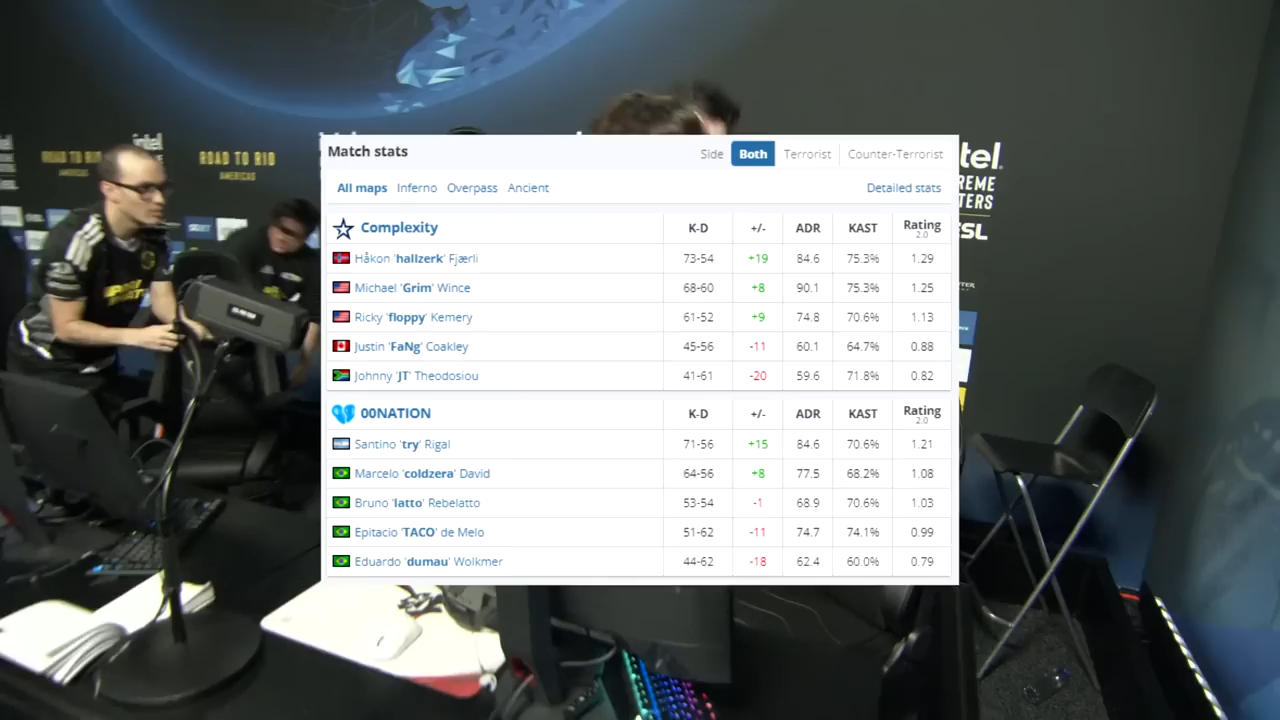 intel
ROAD TO RIO
AMERICAS
Match stats
Side Both Terrorist Counter-Terrorist
All maps Inferno Overpass Ancient
Detailed stats
Complexity K-D +/- ADR KAST Rating 2.0
Håkon 'hallzerk' Fjærli 73-54 +19 84.6 75.3% 1.29
Michael 'Grim' Wince 68-60 +8 90.1 75.3% 1.25
Ricky 'floppy' Kemery 61-52 +9 74.8 70.6% 1.13
Justin 'FaNg' Coakley 45-56 -11 60.1 64.7% 0.88
Johnny 'JT' Theodosiou 41-61 -20 59.6 71.8% 0.82
00NATION K-D +/- ADR KAST Rating 2.0
Santino 'try' Rigal 71-56 +15 84.6 70.6% 1.21
Marcelo 'coldzera' David 64-56 +8 77.5 68.2% 1.08
Bruno 'latto' Rebelatto 53-54 -1 68.9 70.6% 1.03
Epitacio 'TACO' de Melo 51-62 -11 74.7 74.1% 0.99
Eduardo 'dumau' Wolkmer 44-62 -18 62.4 60.0% 0.79
tel.
REME
TERS
SL